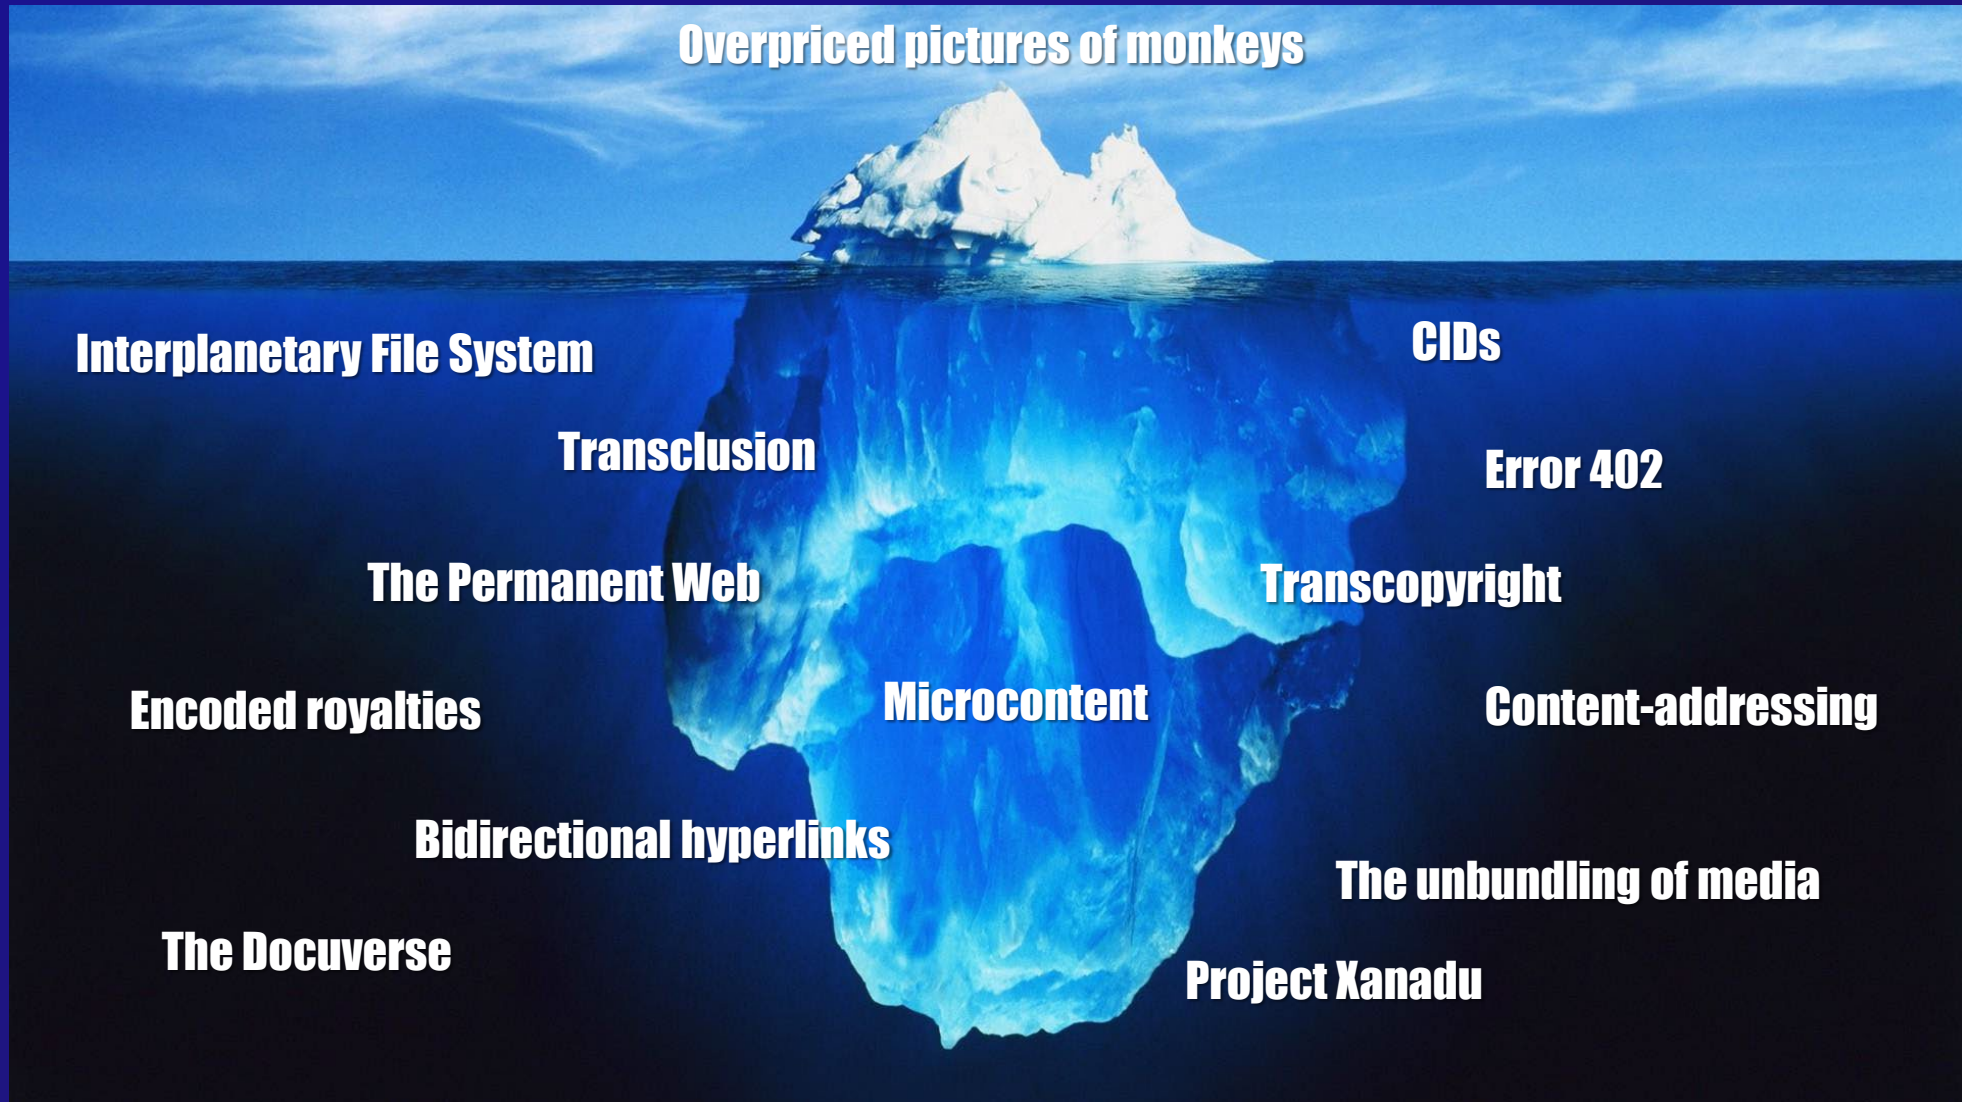 Overpriced pictures of monkeys
Interplanetary File System
CIDs
Transclusion
Error 402
The Permanent Web
Transcopyright
Encoded royalties
Microcontent
Content-addressing
Bidirectional hyperlinks
The unbundling of media
The Docuverse
Project Xanadu